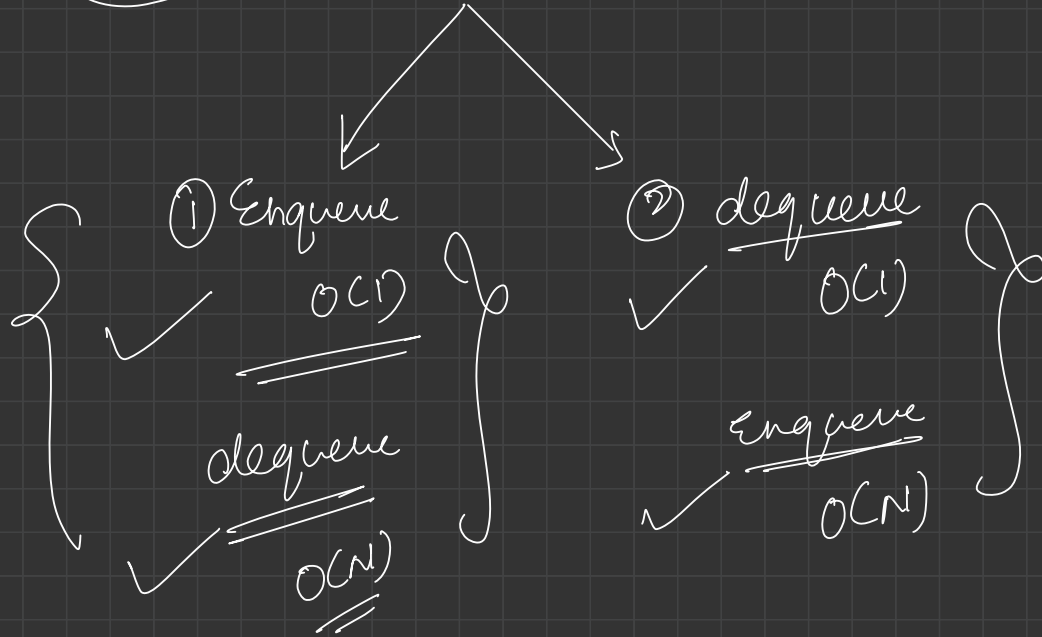 ① Enqueue
O(1)
dequeue
O(N)
② dequeue
O(1)
Enqueue
O(N)